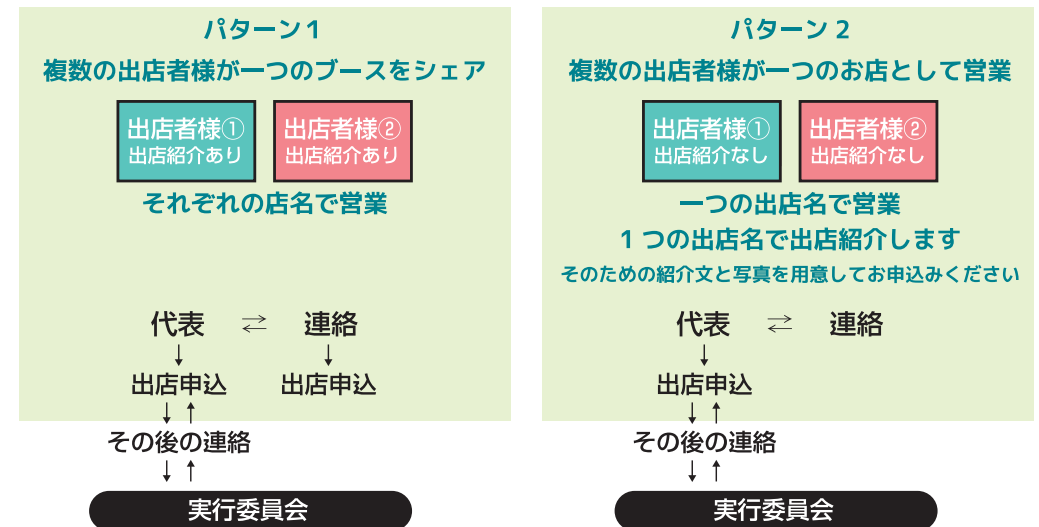 パターン1
複数の出店者様が一つのブースをシェア
出店者様①
出店紹介あり
出店者様②
出店紹介あり
それぞれの店名で営業
代表 ⇄ 連絡
↓ ↓
出店申込 出店申込
↓↑
その後の連絡
↓↑
実行委員会
パターン2
複数の出店者様が一つのお店として営業
出店者様①
出店紹介なし
出店者様②
出店紹介なし
一つの出店名で営業
1つの出店名で出店紹介します
そのための紹介文と写真を用意してお申込みください
代表 ⇄ 連絡
↓
出店申込
↓↑
その後の連絡
↓↑
実行委員会